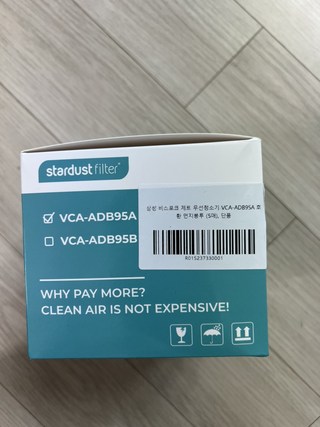 stardust filter
VCA-ADB95A
VCA-ADB95B
삼성 비스포크 제트 무선청소기 VCA-ADB95A 호
환 먼지봉투 (5개), 단품
R015237330001
WHY PAY MORE?
CLEAN AIR IS NOT EXPENSIVE!